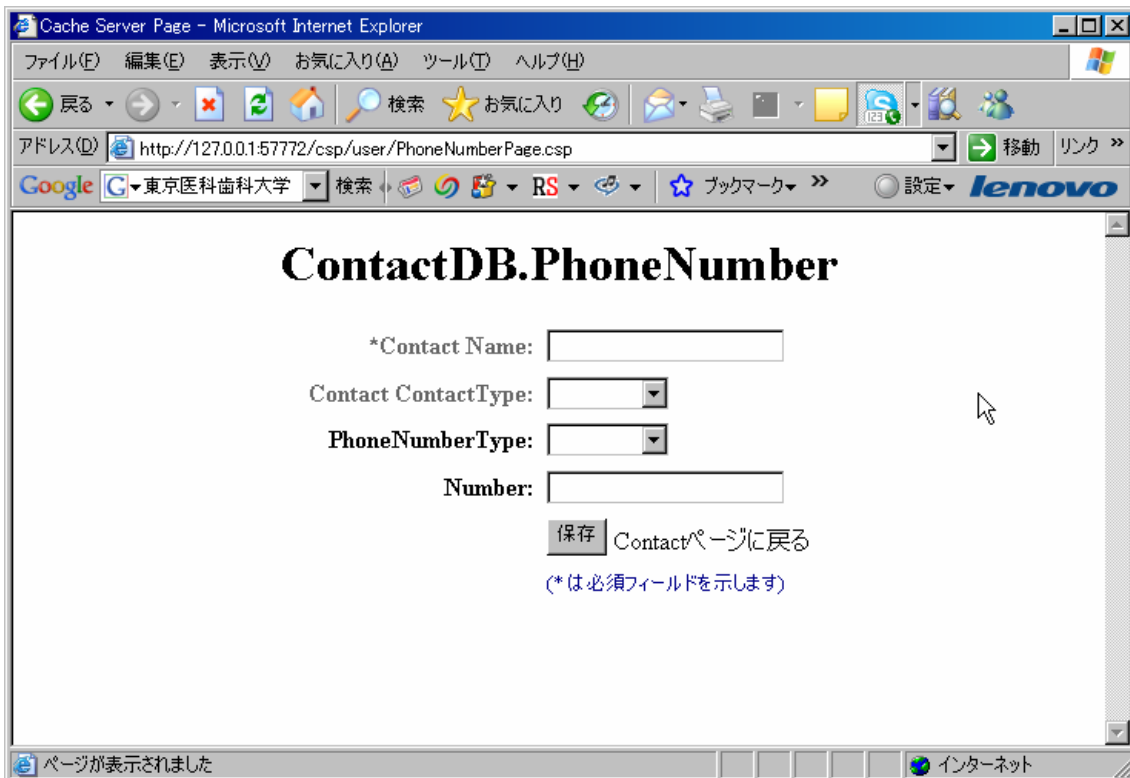 Cache Server Page - Microsoft Internet Explorer
ファイル(F) 編集(E) 表示(V) お気に入り(A) ツール(T) ヘルプ(H)
戻る 検索 お気に入り 123
アドレス(D) http://127.0.0.1:57772/csp/user/PhoneNumberPage.csp 移動 リンク »
Google G 東京医科歯科大学 検索 RS ブックマーク » 設定 lenovo
ContactDB.PhoneNumber
*Contact Name:
Contact ContactType:
PhoneNumberType:
Number:
保存 Contactページに戻る
(* は必須フィールドを示します)
ページが表示されました インターネット